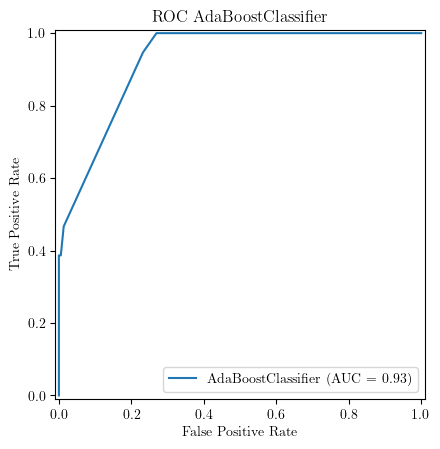 ROC AdaBoostClassifier
True Positive Rate
1.0
0.8
0.6
0.4
0.2
0.0
AdaBoostClassifier (AUC = 0.93)
0.0 0.2 0.4 0.6 0.8 1.0
False Positive Rate